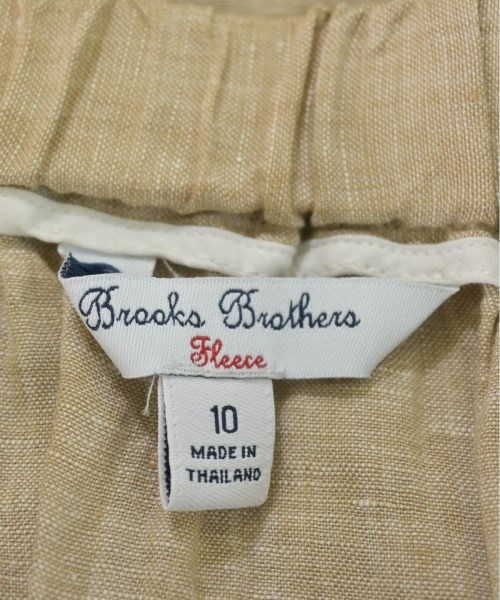 Brooks Brothers
Fleece
10
MADE IN
THAILAND